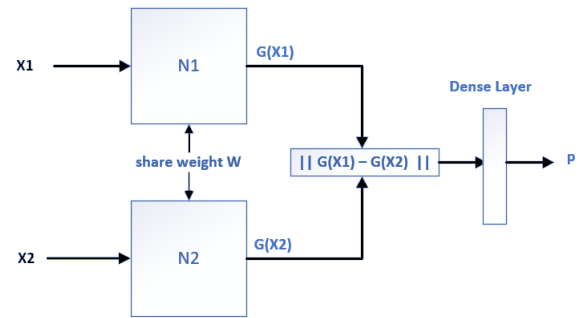 X1
N1
G(X1)
Dense Layer
share weight W
|| G(X1) – G(X2) ||
p
X2
N2
G(X2)